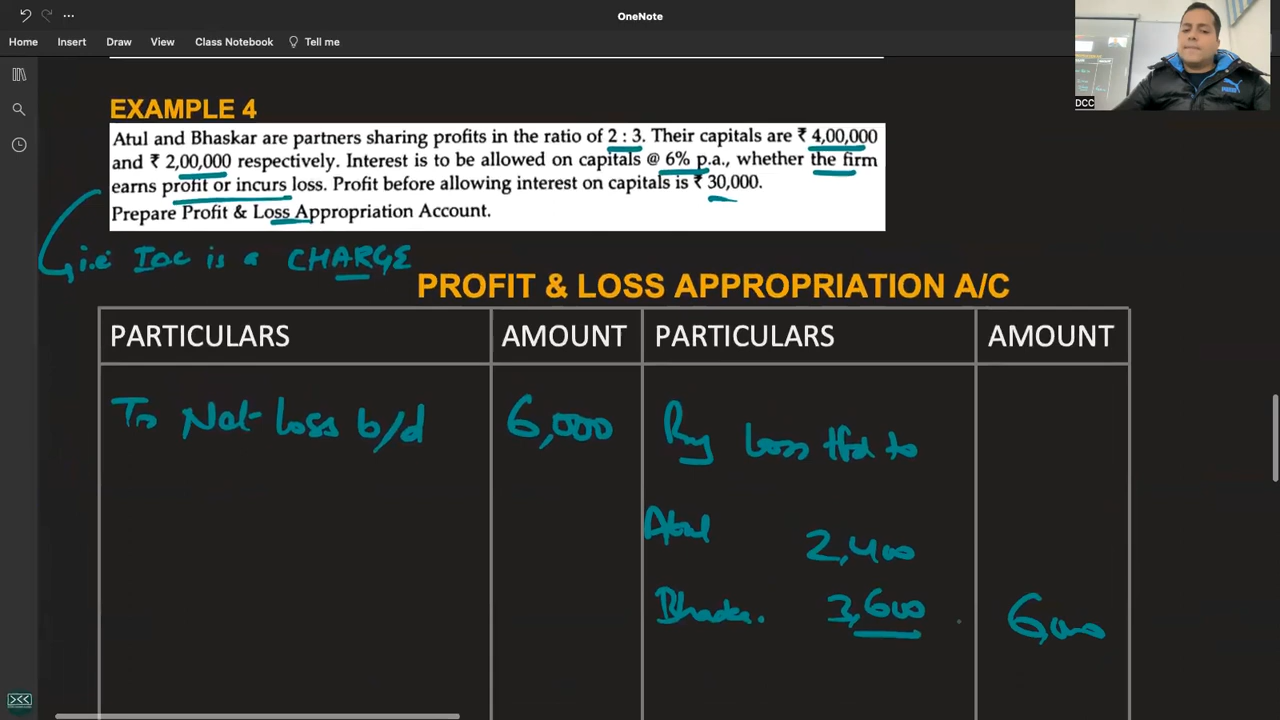 OneNote
Home Insert Draw View Class Notebook Tell me
DCC
EXAMPLE 4
Atul and Bhaskar are partners sharing profits in the ratio of 2 : 3. Their capitals are ₹ 4,00,000
and ₹ 2,00,000 respectively. Interest is to be allowed on capitals @ 6% p.a., whether the firm
earns profit or incurs loss. Profit before allowing interest on capitals is ₹ 30,000.
Prepare Profit & Loss Appropriation Account.
i.e IOC is a CHARGE
PROFIT & LOSS APPROPRIATION A/C
PARTICULARS AMOUNT PARTICULARS AMOUNT
To Net Loss b/d 6,000 By Loss tfd to
Atul 2,400
Bhaskar. 3,600 6,000